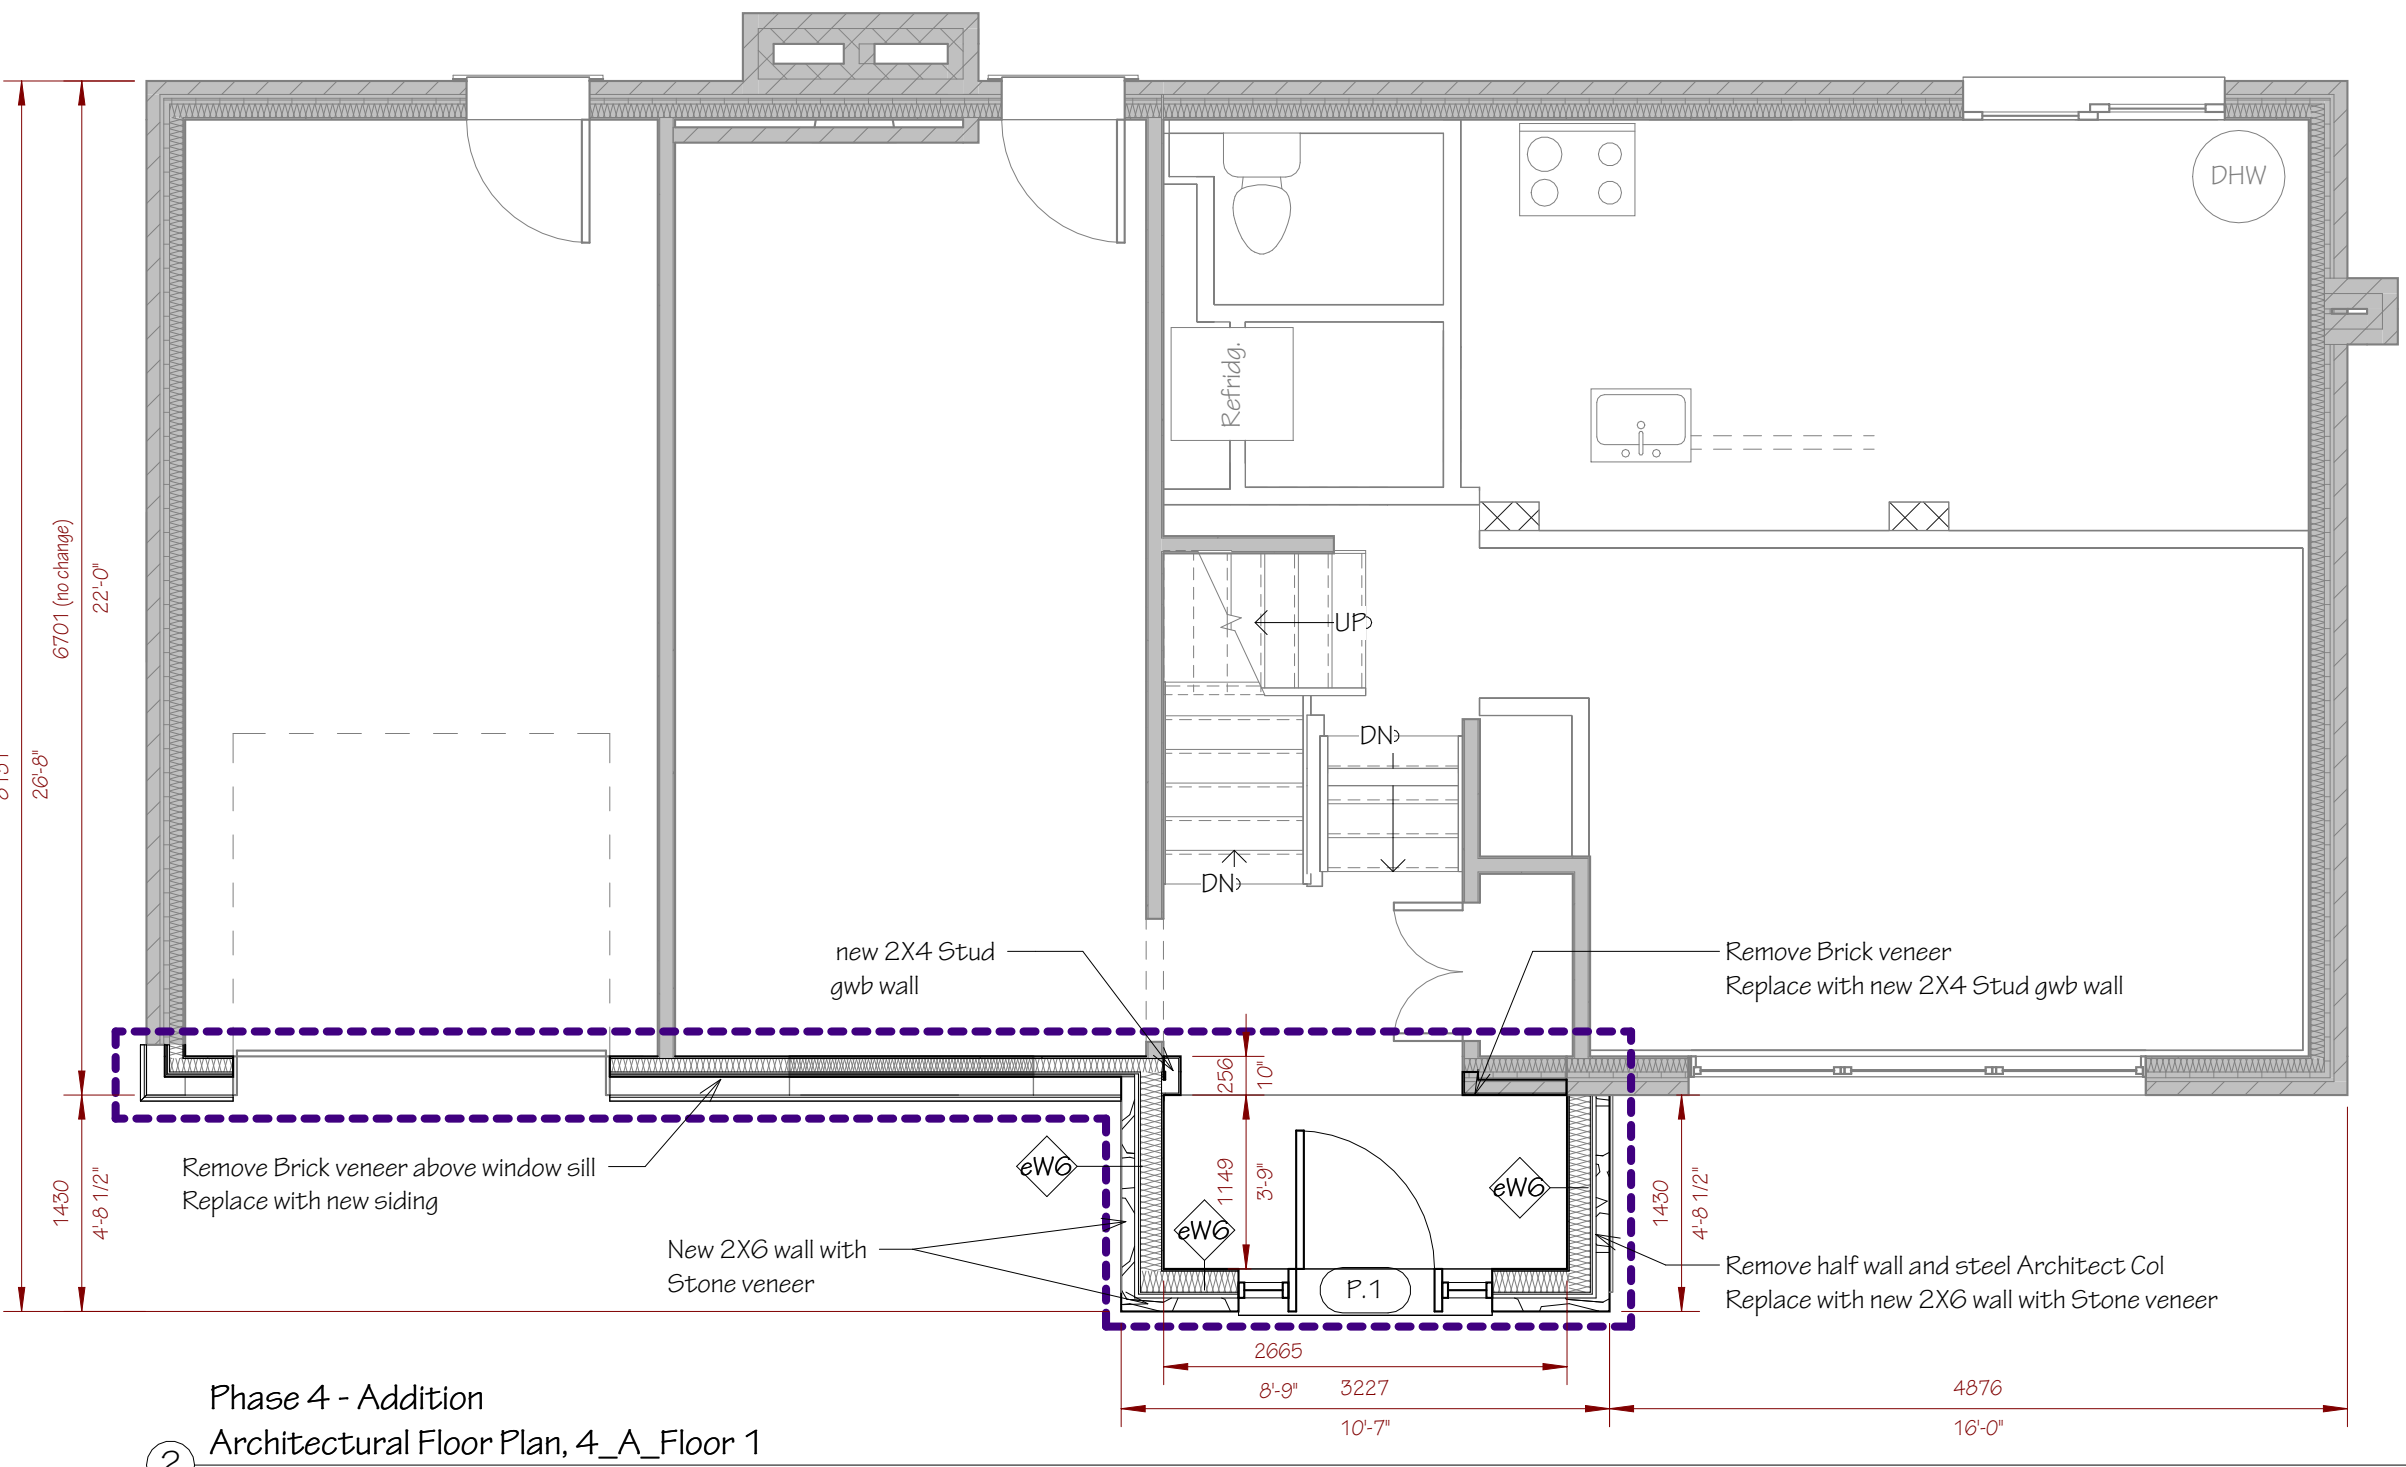 DHW
Refridg.
6701 (no change)
22'-0"
26'-8"
UP
DN
DN
new 2X4 Stud
gwb wall
Remove Brick veneer
Replace with new 2X4 Stud gwb wall
256
10"
Remove Brick veneer above window sill
Replace with new siding
eW6
1149
3'-9"
eW6
eW6
1430
4'-8 1/2"
1430
4'-8 1/2"
New 2X6 wall with
Stone veneer
Remove half wall and steel Architect Col
Replace with new 2X6 wall with Stone veneer
P.1
2665
8'-9"
3227
10'-7"
4876
16'-0"
Phase 4 - Addition
Architectural Floor Plan, 4_A_Floor 1
2